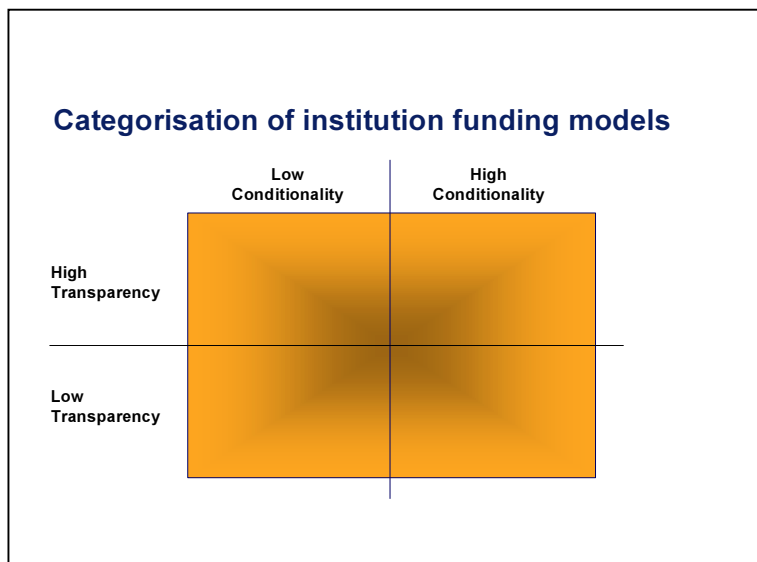 Categorisation of institution funding models
Low
Conditionality
High
Conditionality
High
Transparency
Low
Transparency